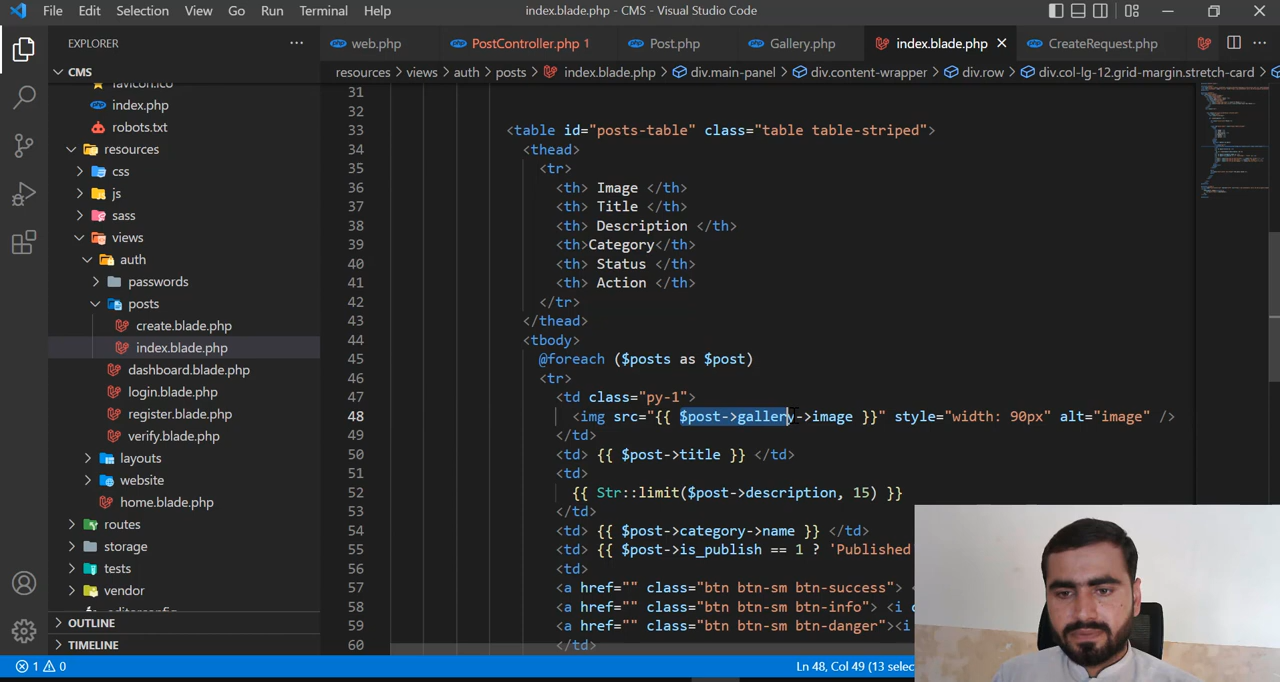 File Edit Selection View Go Run Terminal Help index.blade.php - CMS - Visual Studio Code
EXPLORER ··· web.php PostController.php 1 Post.php Gallery.php index.blade.php CreateRequest.php
CMS resources > views > auth > posts > index.blade.php > div.main-panel > div.content-wrapper > div.row > div.col-lg-12.grid-margin.stretch-card
favicon.ico
index.php
robots.txt
resources
css
js
sass
views
auth
passwords
posts
create.blade.php
index.blade.php
dashboard.blade.php
login.blade.php
register.blade.php
verify.blade.php
layouts
website
home.blade.php
routes
storage
tests
vendor
OUTLINE
TIMELINE
31
32
33 <table id="posts-table" class="table table-striped">
34 <thead>
35 <tr>
36 <th> Image </th>
37 <th> Title </th>
38 <th> Description </th>
39 <th>Category</th>
40 <th> Status </th>
41 <th> Action </th>
42 </tr>
43 </thead>
44 <tbody>
45 @foreach ($posts as $post)
46 <tr>
47 <td class="py-1">
48 <img src="{{ $post->gallery->image }}" style="width: 90px" alt="image" />
49 </td>
50 <td> {{ $post->title }} </td>
51 <td>
52 {{ Str::limit($post->description, 15) }}
53 </td>
54 <td> {{ $post->category->name }} </td>
55 <td> {{ $post->is_publish == 1 ? 'Published
56 <td>
57 <a href="" class="btn btn-sm btn-success">
58 <a href="" class="btn btn-sm btn-info"> <i
59 <a href="" class="btn btn-sm btn-danger"><i
60 </td>
1 0 Ln 48, Col 49 (13 selec